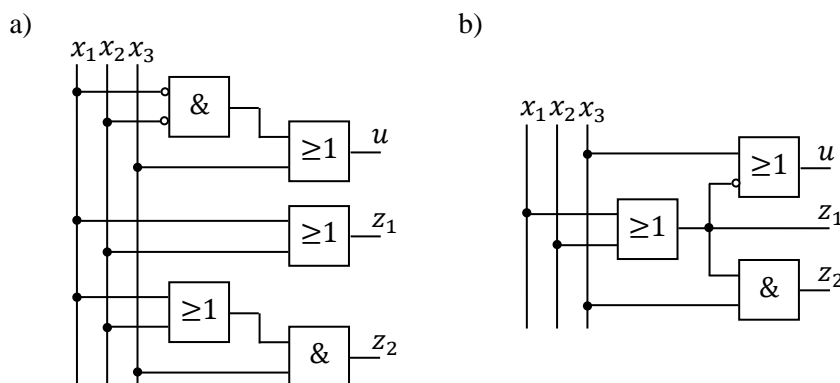 a)
x₁ x₂ x₃
&
≥1 u
≥1 z₁
≥1
& z₂
b)
x₁ x₂ x₃
≥1 u
≥1 z₁
& z₂